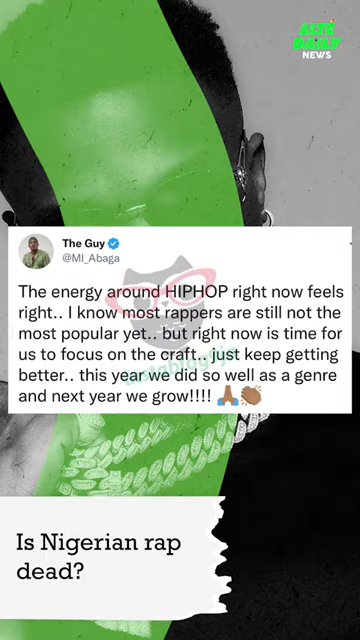 ALTÉ
DAILY
NEWS
The Guy
@MI_Abaga
The energy around HIPHOP right now feels
right.. I know most rappers are still not the
most popular yet.. but right now is time for
us to focus on the craft.. just keep getting
better.. this year we did so well as a genre
and next year we grow!!!! 🙏🏾👏🏾
instablog9ja
Is Nigerian rap
dead?